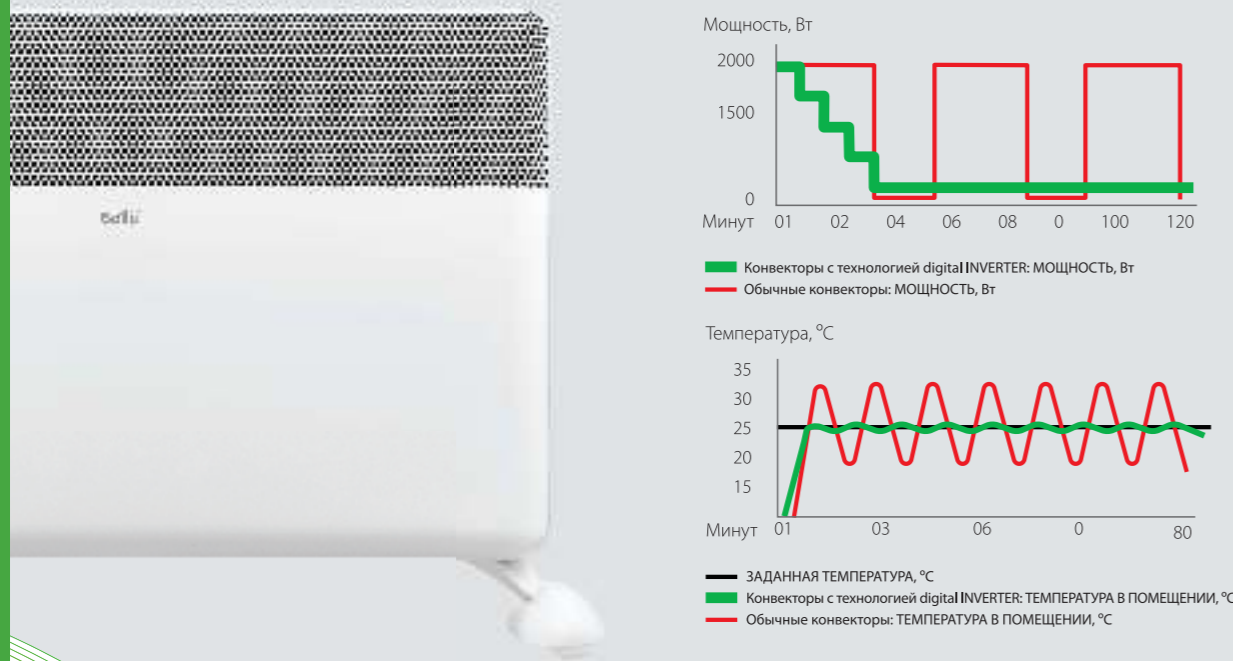 Ballu
Мощность, Вт
2000
1500
0
Минут 01 02 04 06 08 0 100 120
Конвекторы с технологией digital INVERTER: МОЩНОСТЬ, Вт
Обычные конвекторы: МОЩНОСТЬ, Вт
Температура, °С
35
30
25
20
15
Минут 01 03 06 0 80
ЗАДАННАЯ ТЕМПЕРАТУРА, °С
Конвекторы с технологией digital INVERTER: ТЕМПЕРАТУРА В ПОМЕЩЕНИИ, °С
Обычные конвекторы: ТЕМПЕРАТУРА В ПОМЕЩЕНИИ, °С